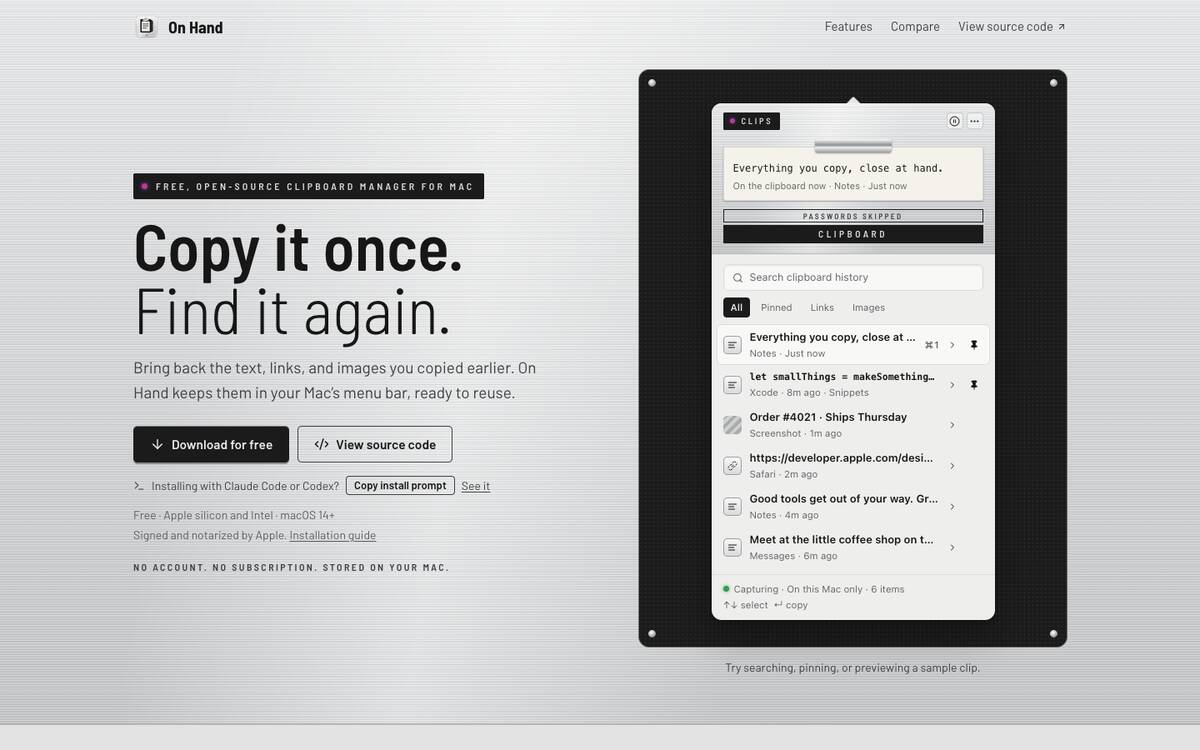 On Hand
Features
Compare
View source code ↗
FREE, OPEN-SOURCE CLIPBOARD MANAGER FOR MAC
Copy it once.
Find it again.
Bring back the text, links, and images you copied earlier. On
Hand keeps them in your Mac’s menu bar, ready to reuse.
Download for free
View source code
Installing with Claude Code or Codex?
Copy install prompt
See it
Free · Apple silicon and Intel · macOS 14+
Signed and notarized by Apple. Installation guide
NO ACCOUNT. NO SUBSCRIPTION. STORED ON YOUR MAC.
CLIPS
Everything you copy, close at hand.
On the clipboard now · Notes · Just now
PASSWORDS SKIPPED
CLIPBOARD
Search clipboard history
All
Pinned
Links
Images
Everything you copy, close at ...
⌘1
Notes · Just now
let smallThings = makeSomething…
Xcode · 8m ago · Snippets
Order #4021 · Ships Thursday
Screenshot · 1m ago
https://developer.apple.com/desi...
Safari · 2m ago
Good tools get out of your way. Gr...
Notes · 4m ago
Meet at the little coffee shop on t...
Messages · 6m ago
Capturing · On this Mac only · 6 items
↑↓ select ↵ copy
Try searching, pinning, or previewing a sample clip.